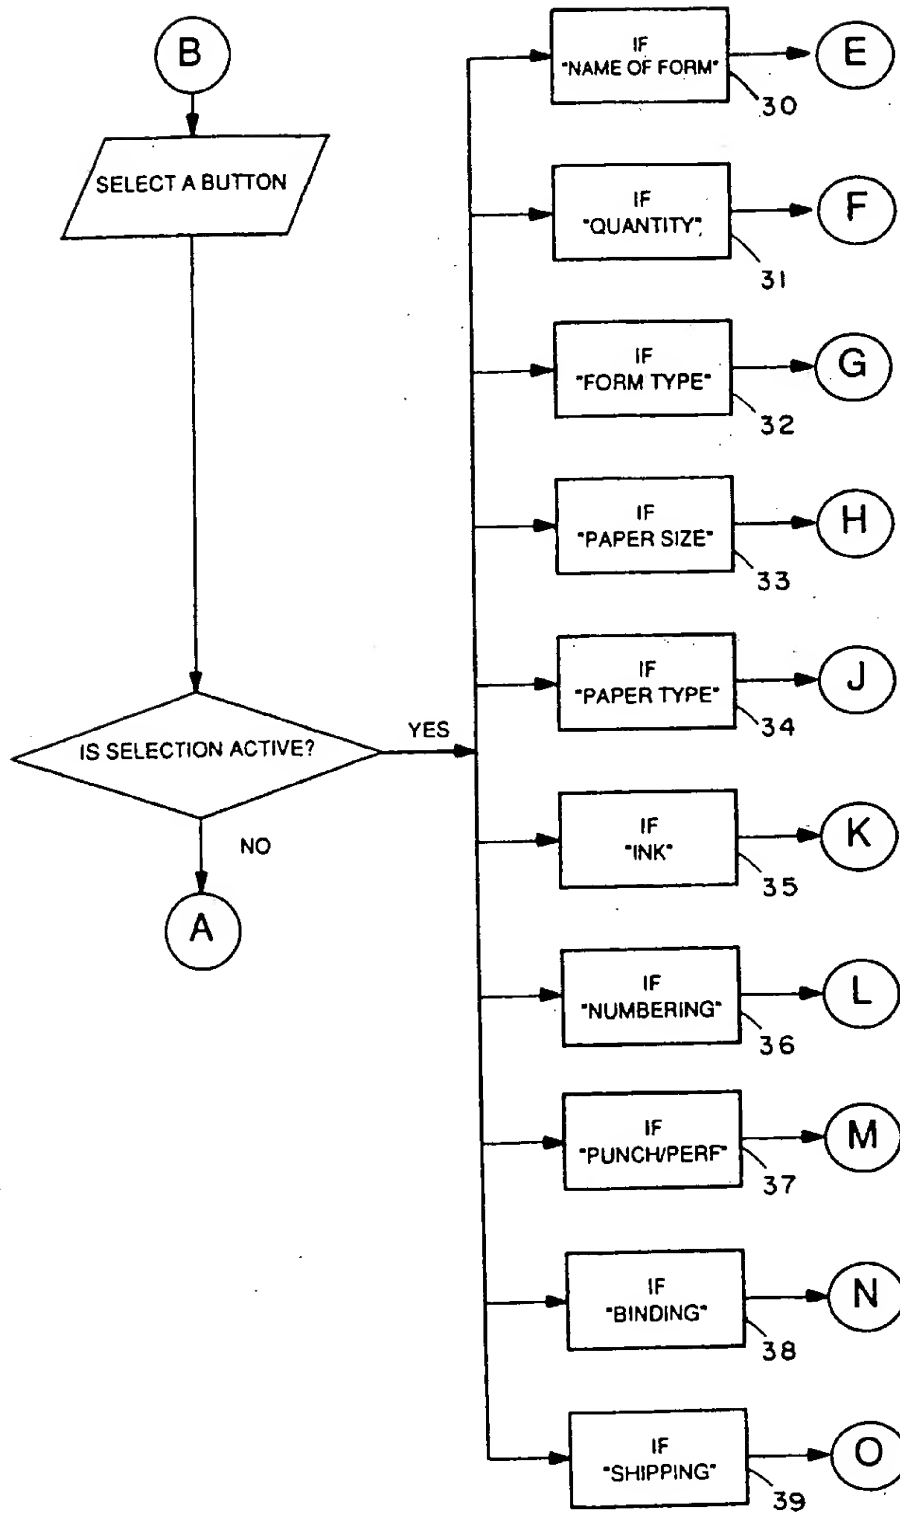 B
SELECT A BUTTON
IS SELECTION ACTIVE?
YES
NO
A
IF
"NAME OF FORM"
30
E
IF
"QUANTITY"
31
F
IF
"FORM TYPE"
32
G
IF
"PAPER SIZE"
33
H
IF
"PAPER TYPE"
34
J
IF
"INK"
35
K
IF
"NUMBERING"
36
L
IF
"PUNCH/PERF"
37
M
IF
"BINDING"
38
N
IF
"SHIPPING"
39
O